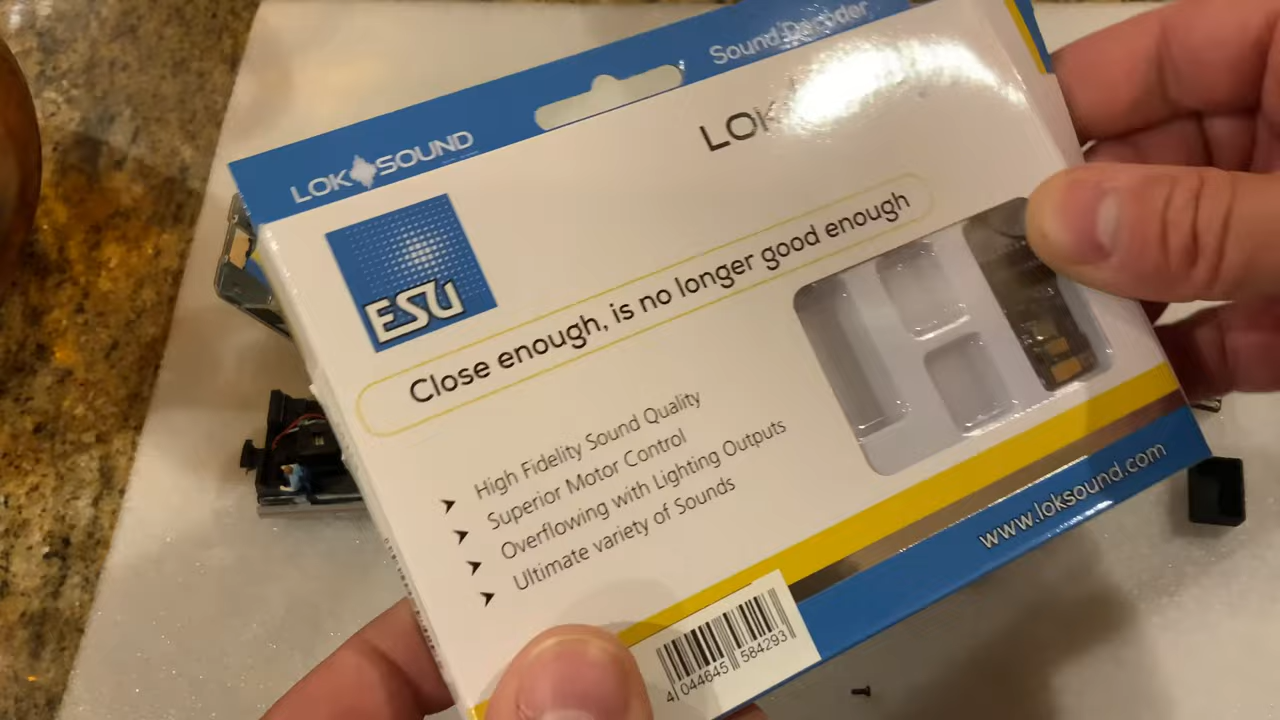 Sound Decoder
LOKSOUND
LOK
ESU
Close enough, is no longer good enough
High Fidelity Sound Quality
Superior Motor Control
Overflowing with Lighting Outputs
Ultimate variety of Sounds
www.loksound.com
4 044645 584293